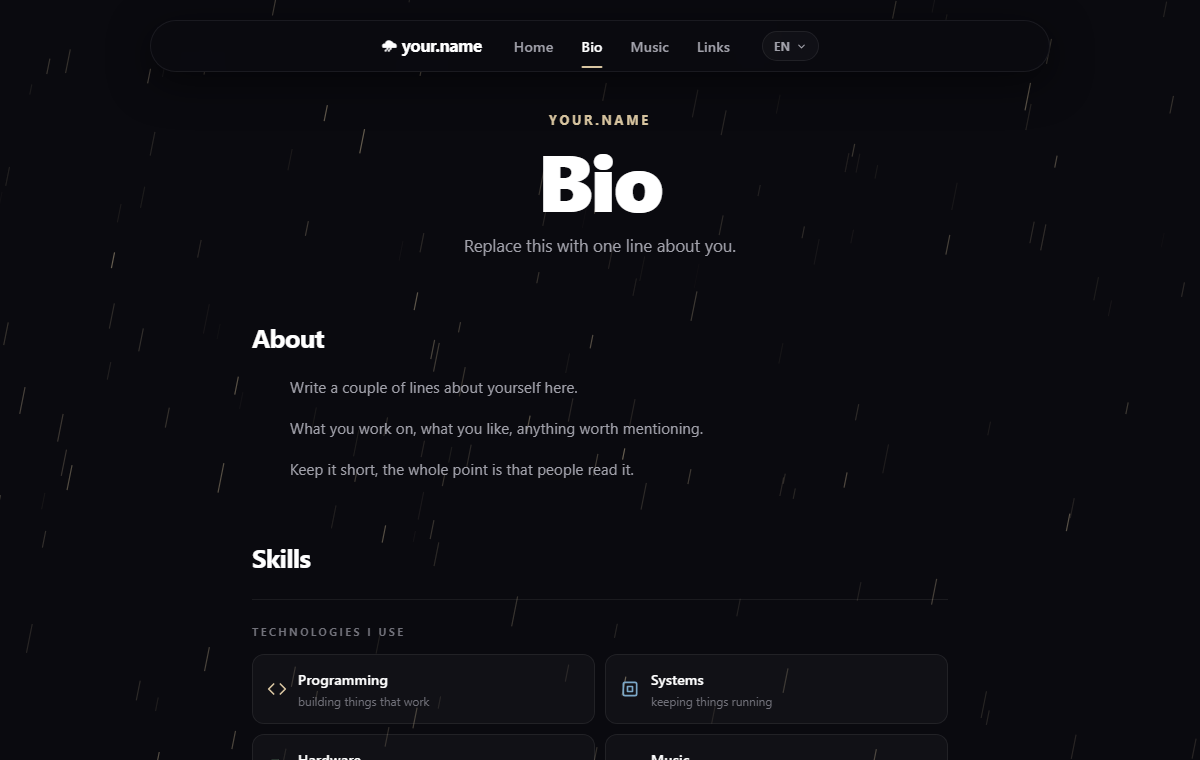 your.name Home Bio Music Links EN
YOUR.NAME
Bio
Replace this with one line about you.
About
Write a couple of lines about yourself here.
What you work on, what you like, anything worth mentioning.
Keep it short, the whole point is that people read it.
Skills
TECHNOLOGIES I USE
Programming
building things that work
Systems
keeping things running
Hardware
Music